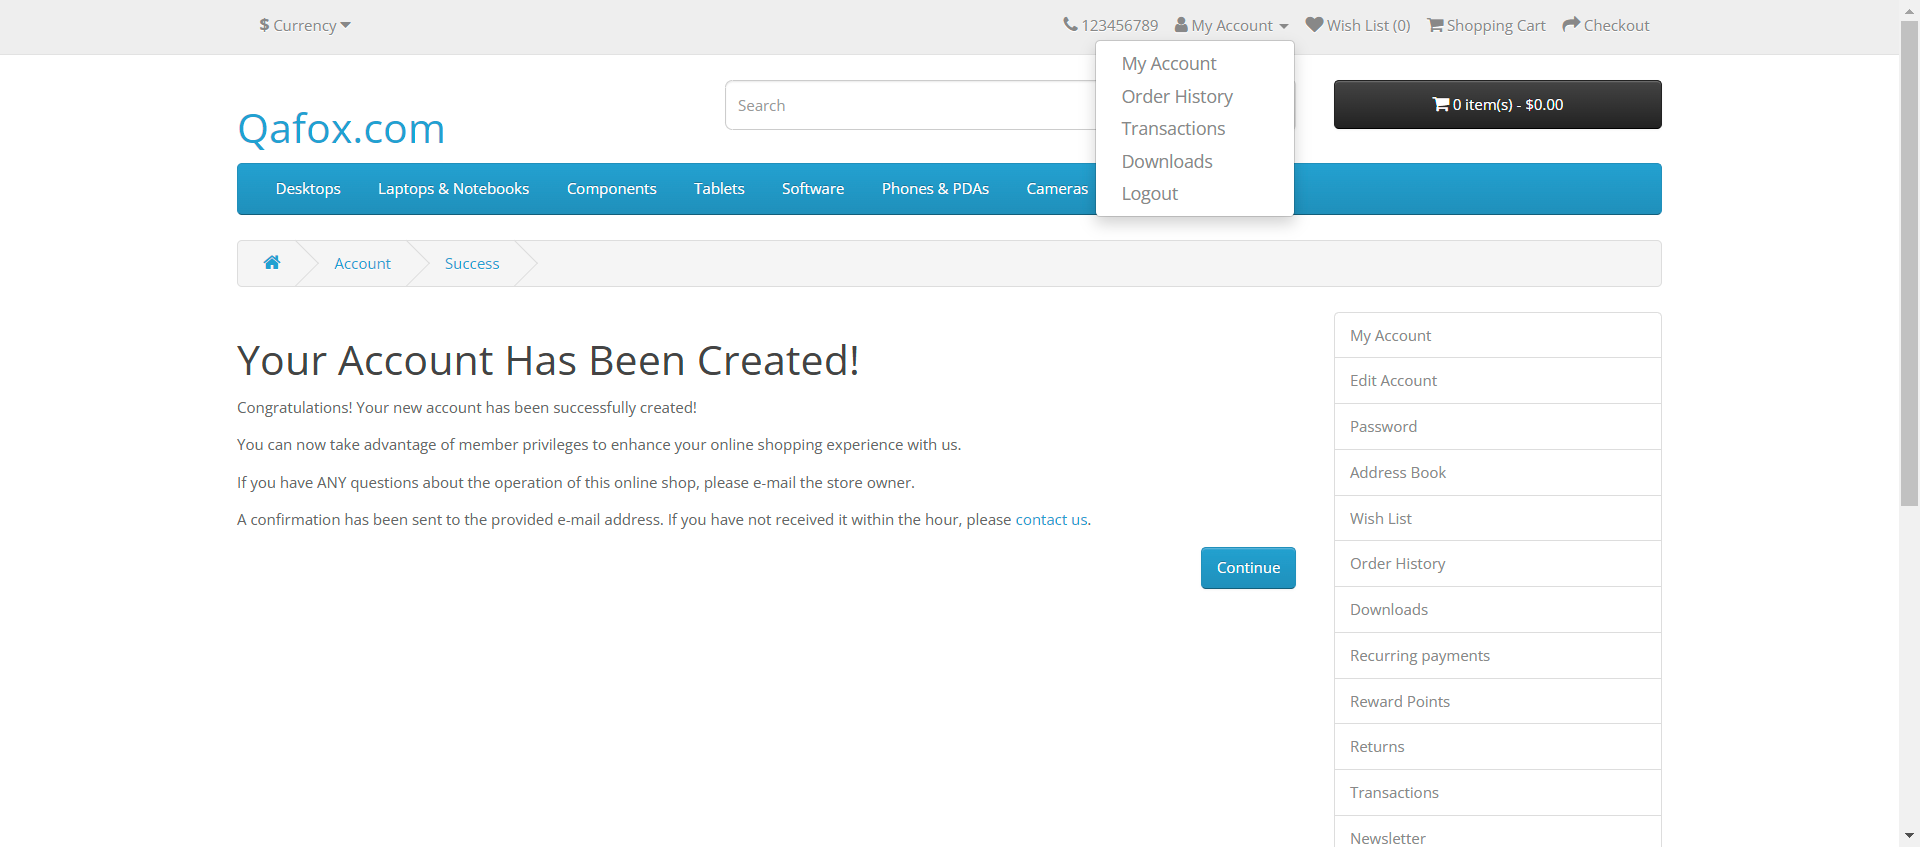 $ Currency
123456789 My Account Wish List (0) Shopping Cart Checkout
My Account
Order History
Transactions
Downloads
Logout
Qafox.com
Search
0 item(s) - $0.00
Desktops Laptops & Notebooks Components Tablets Software Phones & PDAs Cameras
Account Success
Your Account Has Been Created!
Congratulations! Your new account has been successfully created!
You can now take advantage of member privileges to enhance your online shopping experience with us.
If you have ANY questions about the operation of this online shop, please e-mail the store owner.
A confirmation has been sent to the provided e-mail address. If you have not received it within the hour, please contact us.
Continue
My Account
Edit Account
Password
Address Book
Wish List
Order History
Downloads
Recurring payments
Reward Points
Returns
Transactions
Newsletter